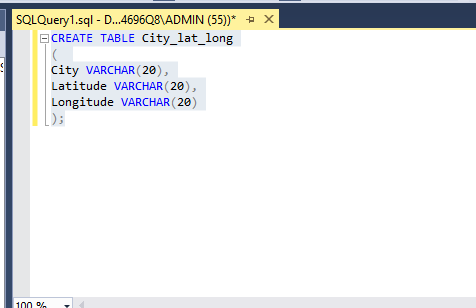 SQLQuery1.sql - D...4696Q8\ADMIN (55))*
CREATE TABLE City_lat_long
(
City VARCHAR(20),
Latitude VARCHAR(20),
Longitude VARCHAR(20)
);
100 %